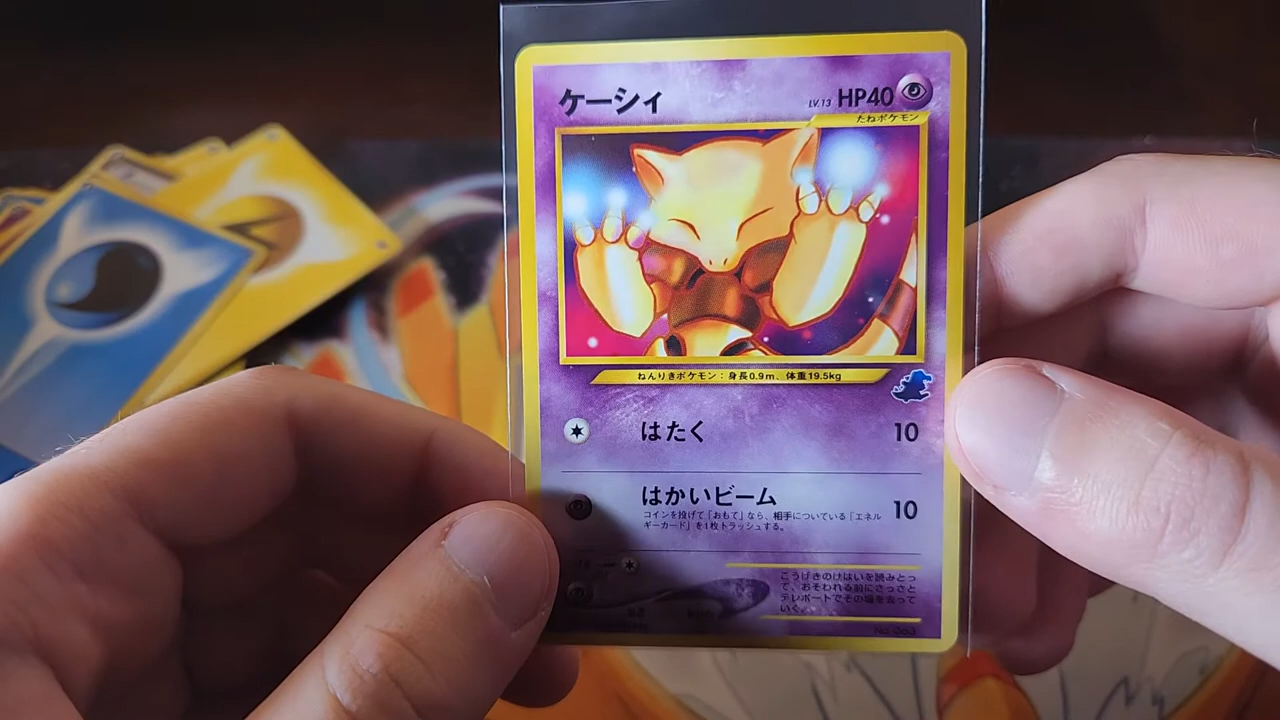 ケーシィ
LV.13 HP40
たねポケモン
ねんりきポケモン：身長0.9m、体重19.5kg
はたく 10
はかいビーム 10
コインを投げて「おもて」なら、相手についている「エネル
ギーカード」を1枚トラッシュする。
こうげきのけはいを読みとっ
て、おそわれる前にさっさと
テレポートでその場を去って
いく。
No.063